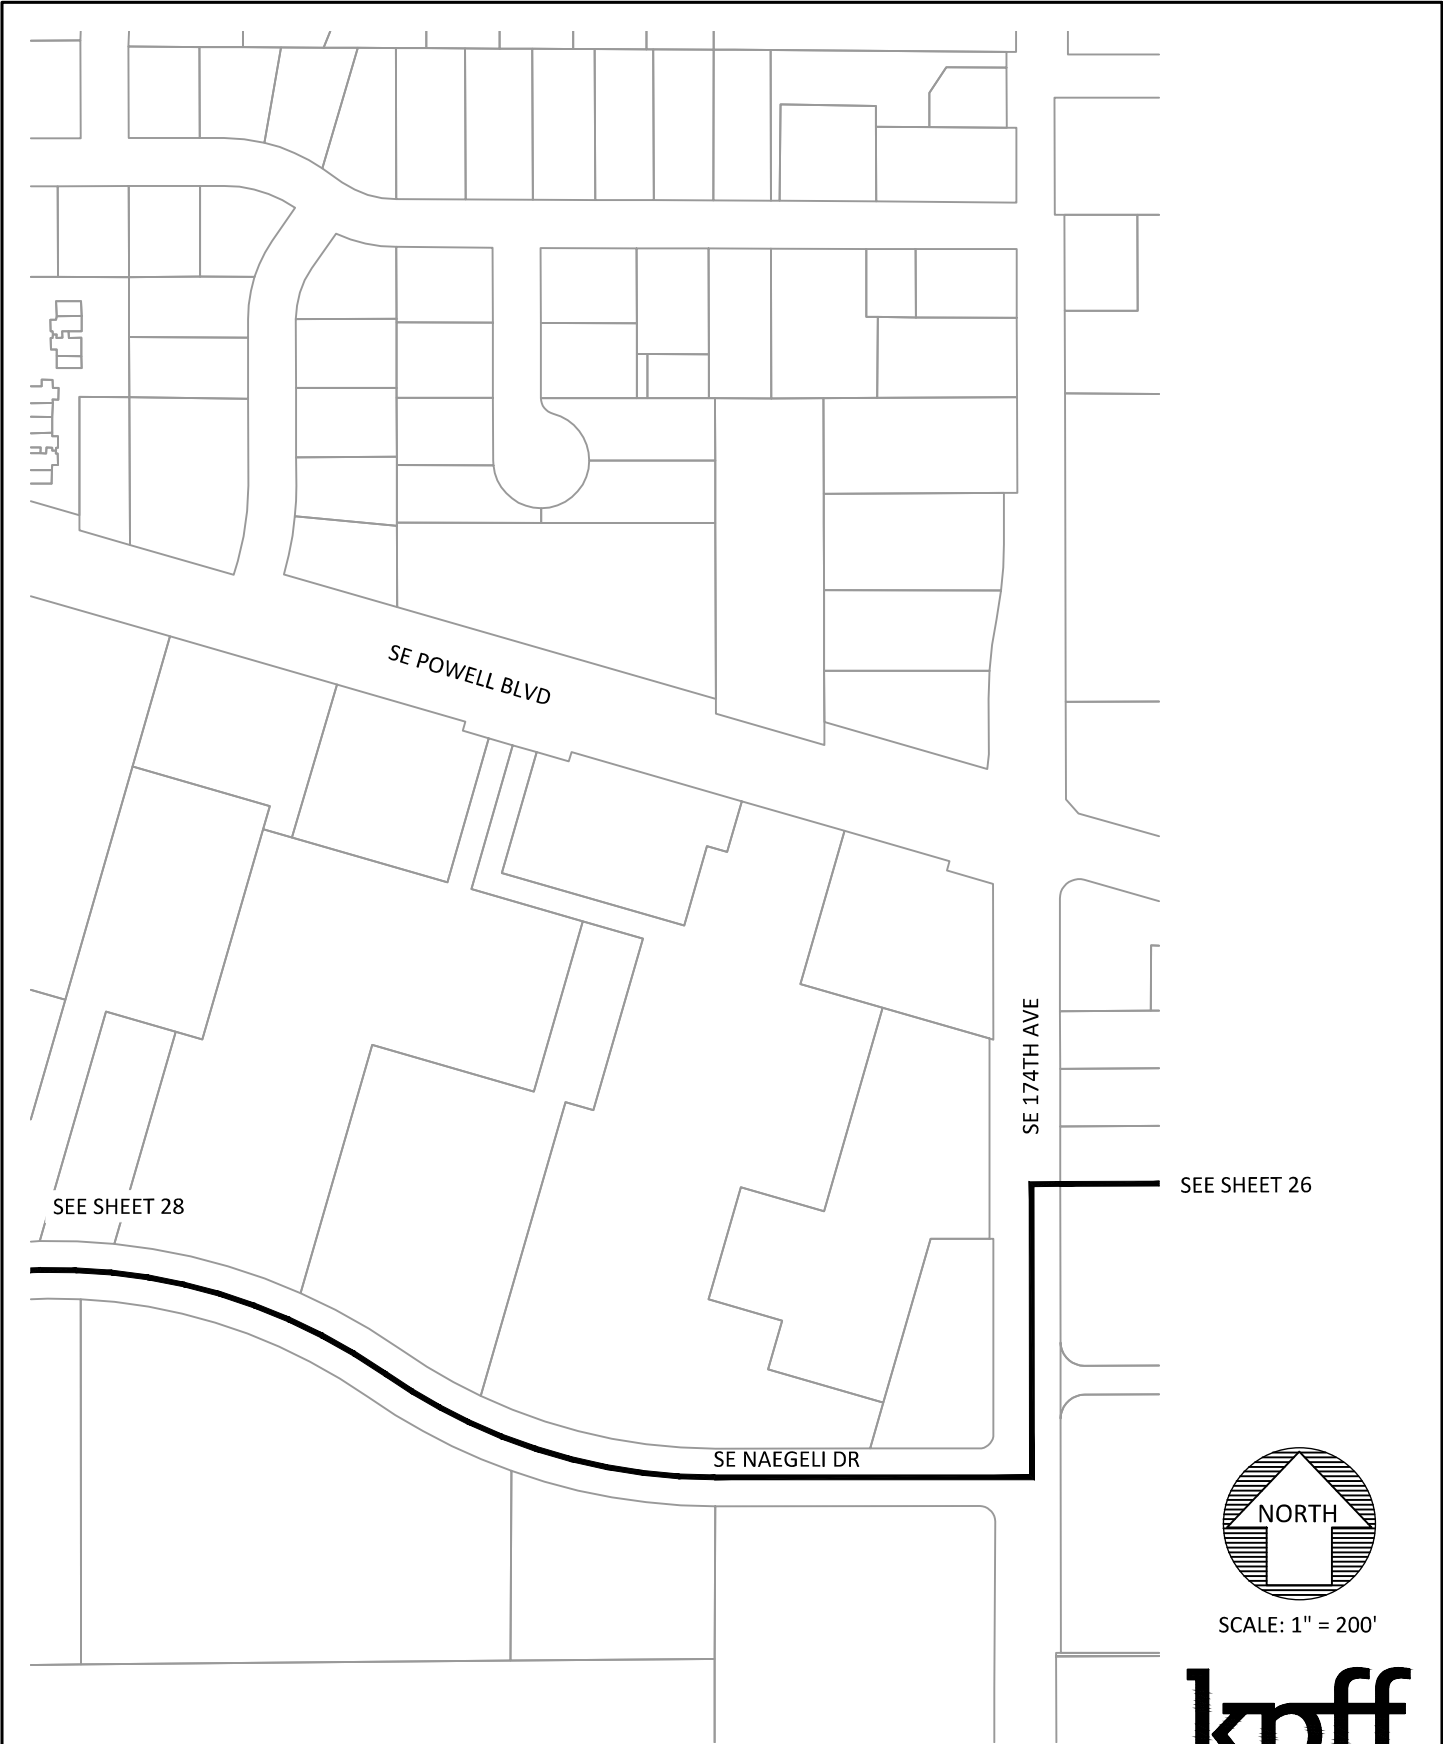 SE POWELL BLVD
SE 174TH AVE
SEE SHEET 26
SEE SHEET 28
SE NAEGELI DR
NORTH
SCALE: 1" = 200'
kpff